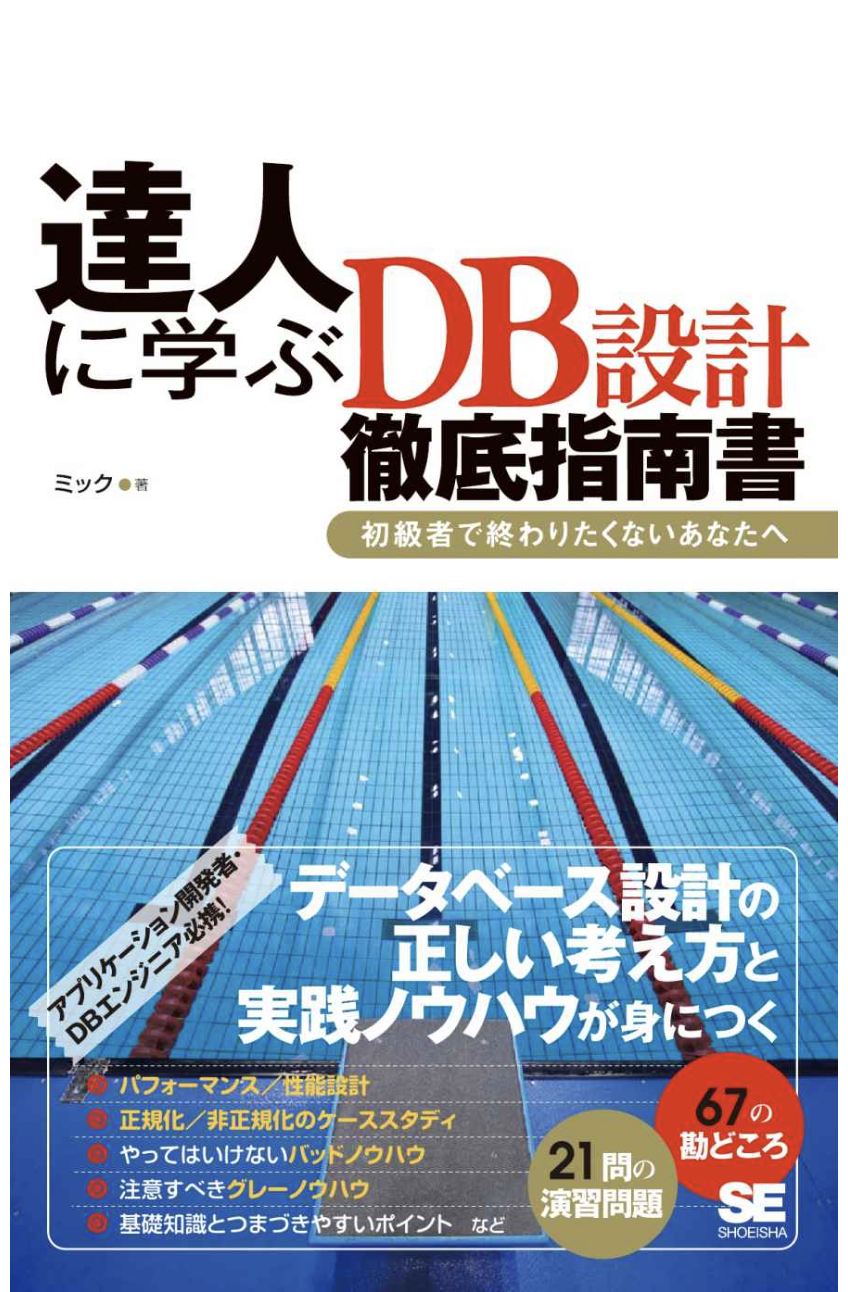 達人
に学ぶ
DB設計
徹底指南書
ミック●著
初級者で終わりたくないあなたへ
アプリケーション開発者・
DBエンジニア必携!
データベース設計の
正しい考え方と
実践ノウハウが身につく
パフォーマンス/性能設計
正規化/非正規化のケーススタディ
やってはいけないバッドノウハウ
注意すべきグレーノウハウ
基礎知識とつまづきやすいポイント など
21問の
演習問題
67の
勘どころ
SE
SHOEISHA